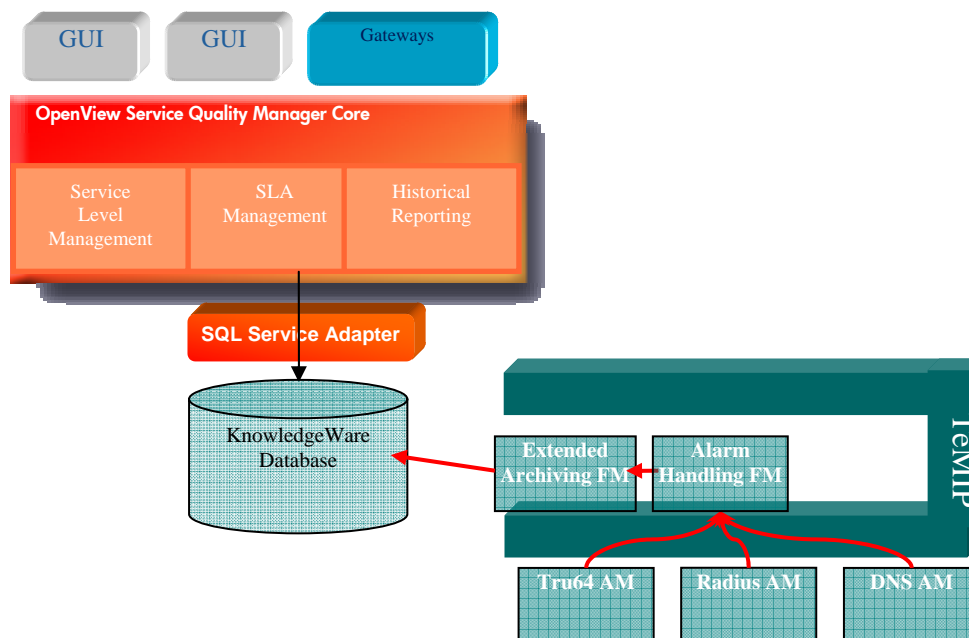 GUI
GUI
Gateways
OpenView Service Quality Manager Core
Service
Level
Management
SLA
Management
Historical
Reporting
SQL Service Adapter
KnowledgeWare
Database
Extended
Archiving FM
Alarm
Handling FM
TeMIP
Tru64 AM
Radius AM
DNS AM